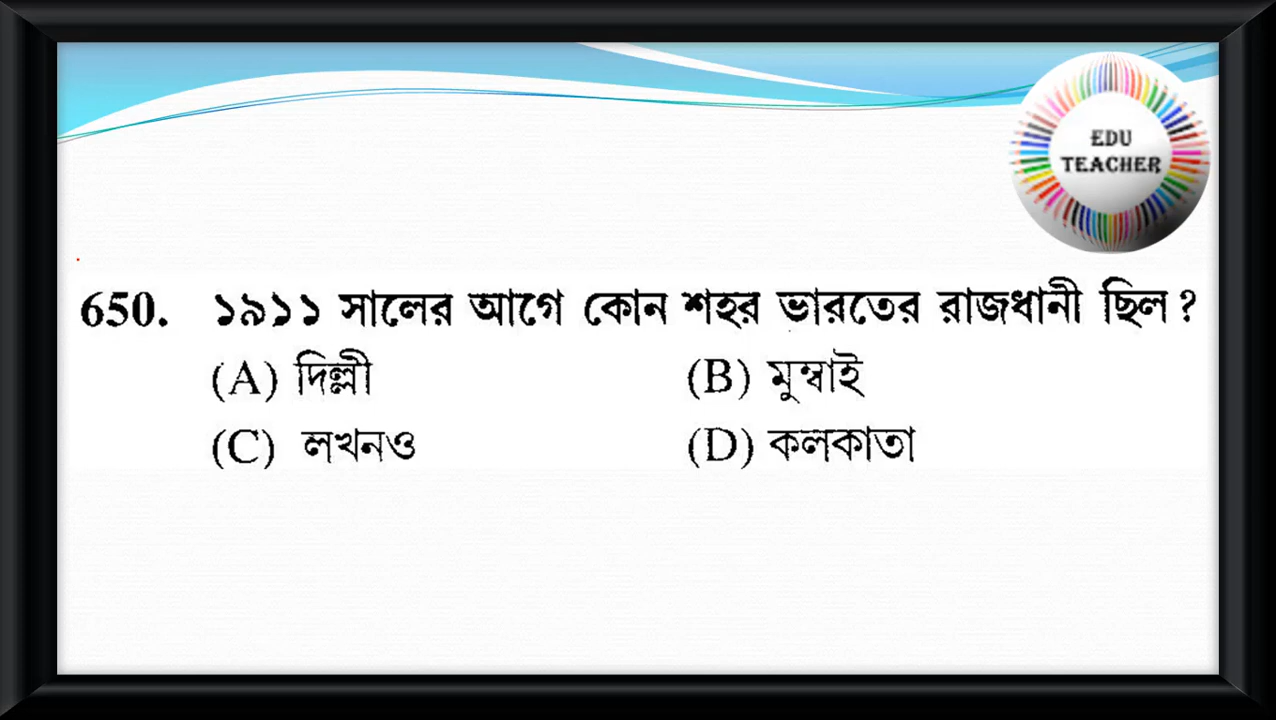 EDU
TEACHER
650. ১৯১১ সালের আগে কোন শহর ভারতের রাজধানী ছিল?
(A) দিল্লী (B) মুম্বাই
(C) লখনও (D) কলকাতা